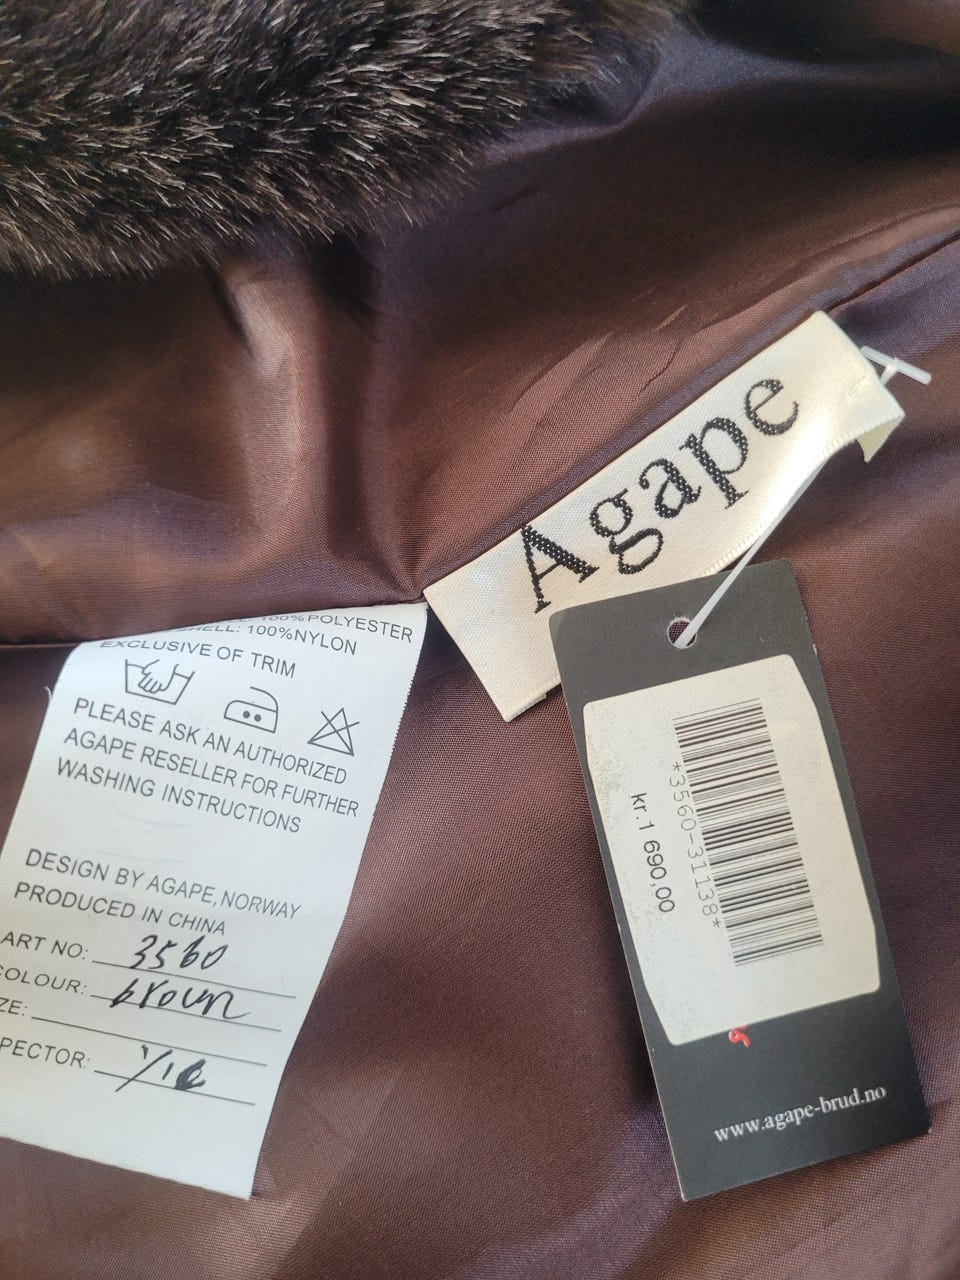 Agape
100%POLYESTER
SHELL: 100%NYLON
EXCLUSIVE OF TRIM
PLEASE ASK AN AUTHORIZED
AGAPE RESELLER FOR FURTHER
WASHING INSTRUCTIONS
DESIGN BY AGAPE, NORWAY
PRODUCED IN CHINA
ART NO: 3560
COLOUR: brown
ZE:
PECTOR:
*3560-31138*
kr.1 690,00
www.agape-brud.no